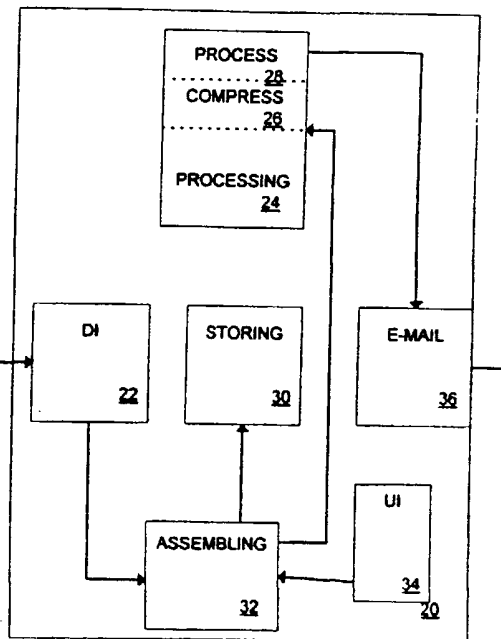 PROCESS
28
COMPRESS
26
PROCESSING
24
DI
22
STORING
30
E-MAIL
36
ASSEMBLING
32
UI
34
20